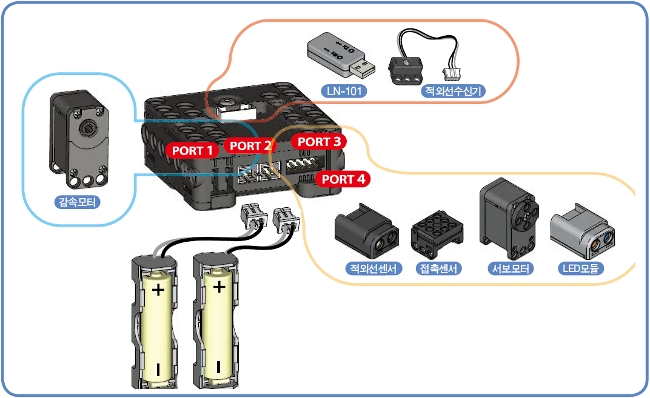 LN-101
적외선수신기
PORT 1
PORT 2
PORT 3
PORT 4
감속모터
적외선센서
접촉센서
서보모터
LED모듈
+
+
I
I